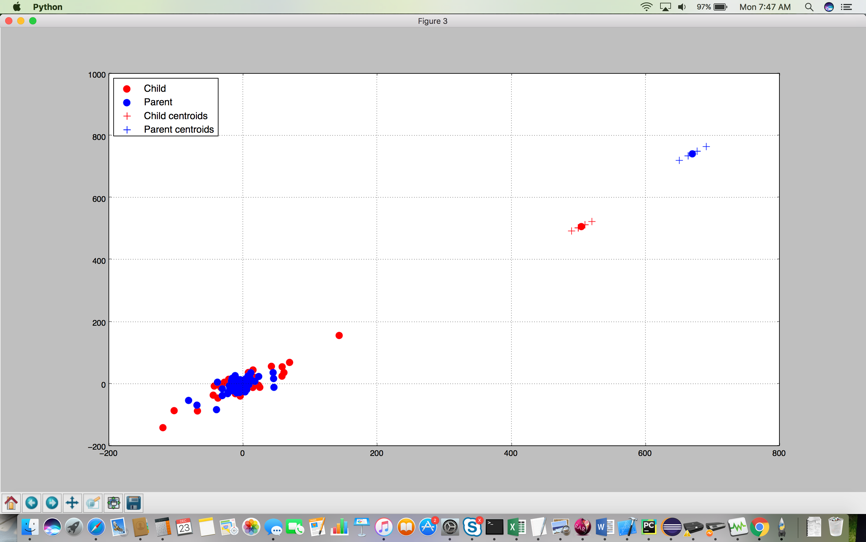 Python
97%
Mon 7:47 AM
Figure 3
1000
800
600
400
200
0
−200
−200
0
200
400
600
800
Child
Parent
Child centroids
Parent centroids
23